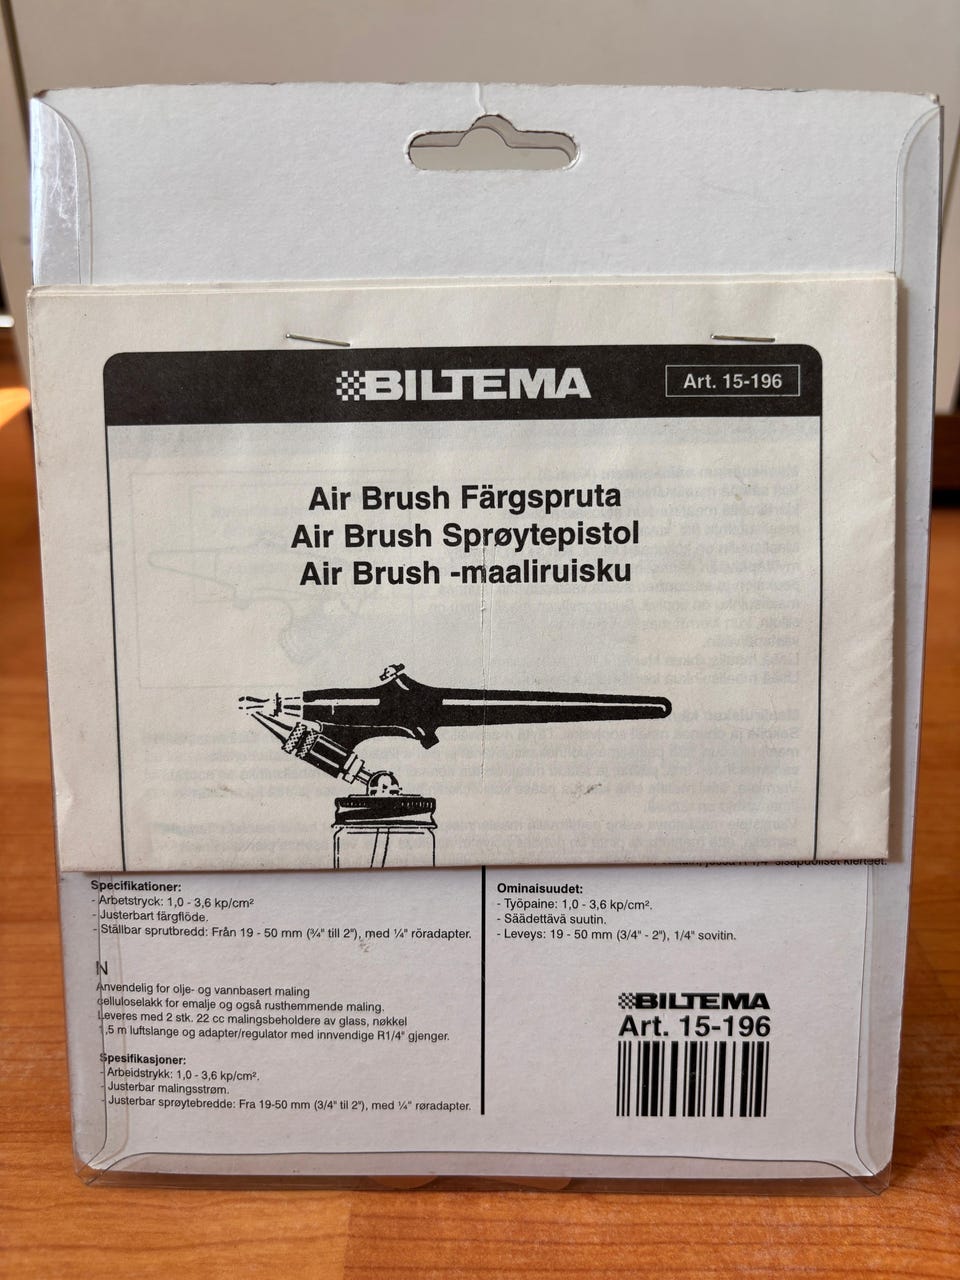 BILTEMA
Art. 15-196
Air Brush Färgspruta
Air Brush Sprøytepistol
Air Brush -maaliruisku
Specifikationer:
- Arbetstryck: 1,0 - 3,6 kp/cm²
- Justerbart färgflöde.
- Ställbar sprutbredd: Från 19 - 50 mm (¾" till 2"), med ¼" röradapter.
N
Anvendelig for olje- og vannbasert maling
celluloselakk for emalje og også rusthemmende maling.
Leveres med 2 stk. 22 cc malingsbeholdere av glass, nøkkel
1,5 m luftslange og adapter/regulator med innvendige R1/4" gjenger.
Spesifikasjoner:
- Arbeidstrykk: 1,0 - 3,6 kp/cm².
- Justerbar malingsstrøm.
- Justerbar sprøytebredde: Fra 19-50 mm (3/4" til 2"), med ¼" røradapter.
sisäpuoliset kierteet.
Ominaisuudet:
- Työpaine: 1,0 - 3,6 kp/cm².
- Säädettävä suutin.
- Leveys: 19 - 50 mm (3/4" - 2"), 1/4" sovitin.
BILTEMA
Art. 15-196